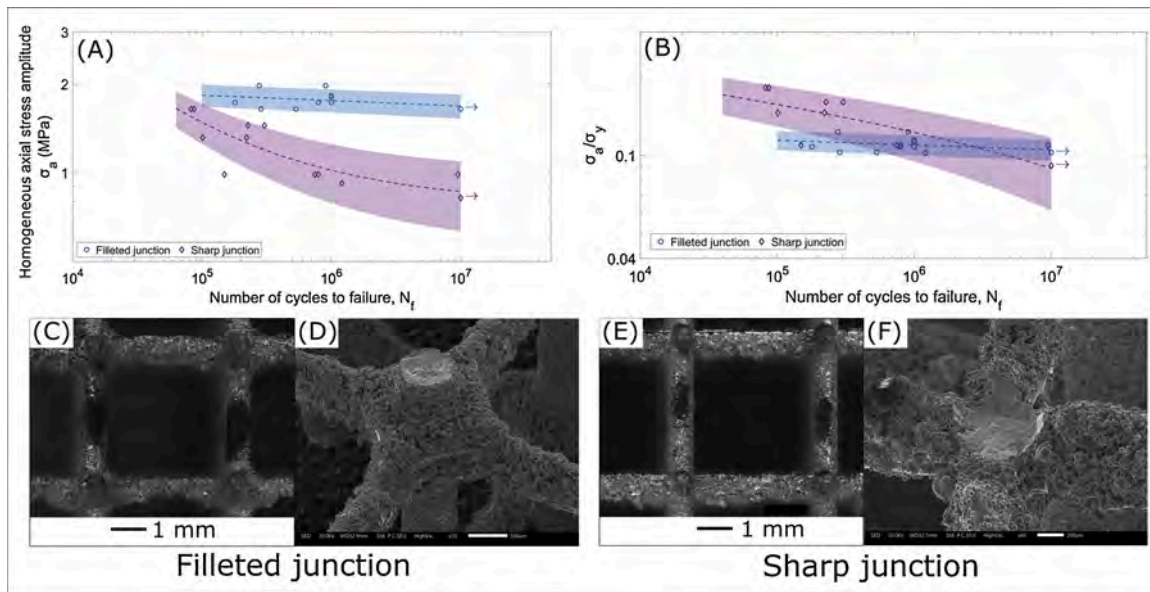 (A)
3
2
1
Homogeneous axial stress amplitude
σa (MPa)
Filleted junction
Sharp junction
10^4
10^5
10^6
10^7
Number of cycles to failure, Nf
(B)
σa/σy
0.1
0.04
Filleted junction
Sharp junction
10^4
10^5
10^6
10^7
Number of cycles to failure, Nf
(C)
1 mm
(D)
(E)
1 mm
(F)
Filleted junction
Sharp junction